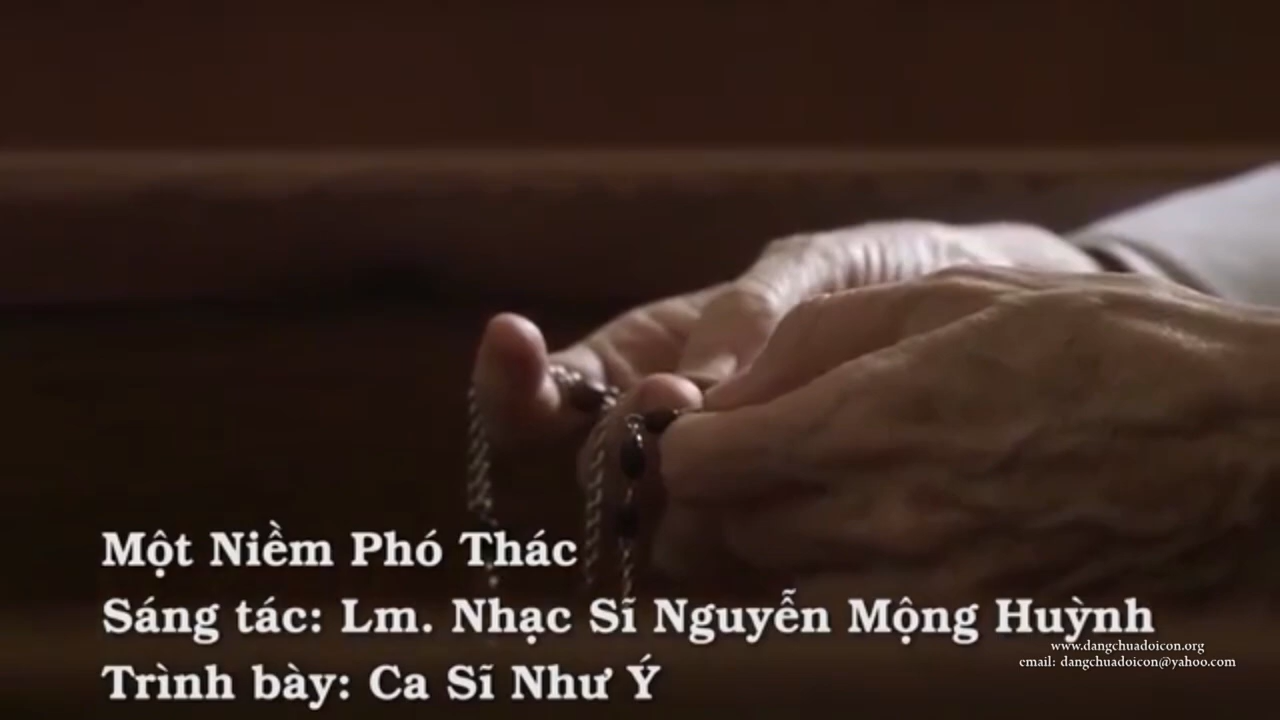 Một Niềm Phó Thác
Sáng tác: Lm. Nhạc Sĩ Nguyễn Mộng Huỳnh
www.dangchuadoicon.org
email: dangchuadoicon@yahoo.com
Trình bày: Ca Sĩ Như Ý